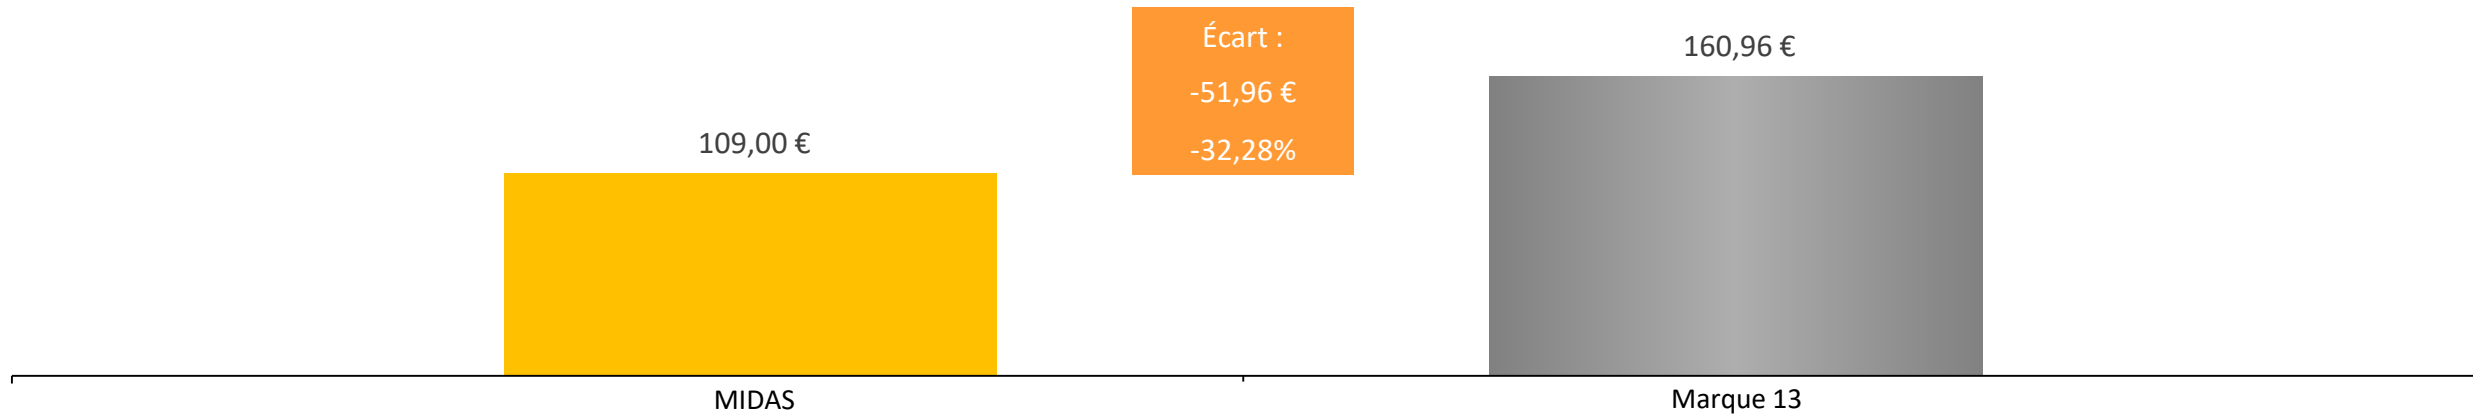 Écart :
-51,96 €
-32,28%
160,96 €
109,00 €
MIDAS
Marque 13